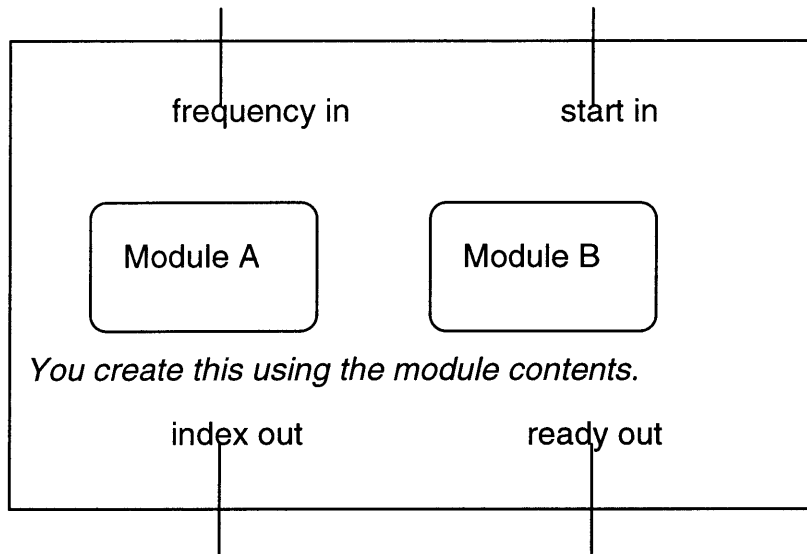 frequency in start in
Module A Module B
You create this using the module contents.
index out ready out